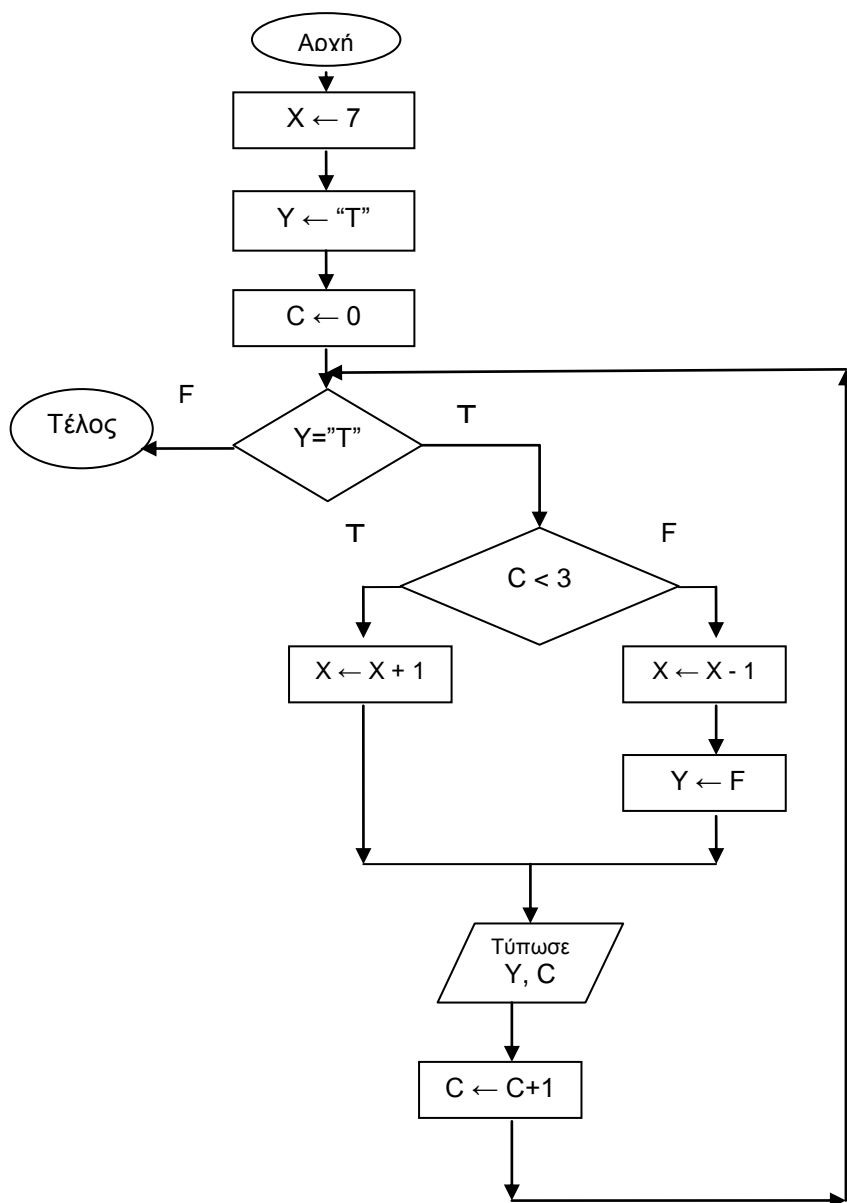 Αρχή
X ← 7
Y ← “T”
C ← 0
F
Τέλος
Y=”T”
T
T
F
C < 3
X ← X + 1
X ← X - 1
Y ← F
Τύπωσε
Y, C
C ← C+1